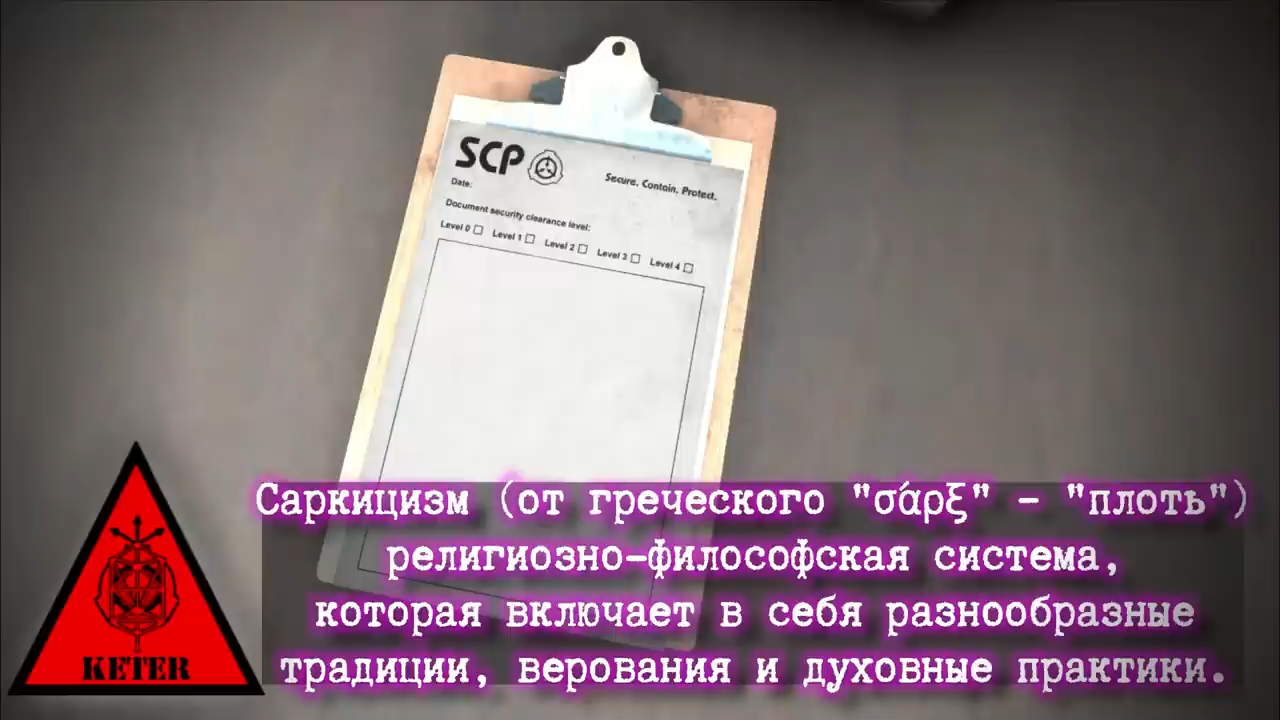 SCP
Secure. Contain. Protect.
Date:
Document security clearance level:
Level 0 Level 1 Level 2 Level 3 Level 4
Саркицизм (от греческого "σάρξ" - "плоть")
религиозно-философская система,
которая включает в себя разнообразные
традиции, верования и духовные практики.
KETER